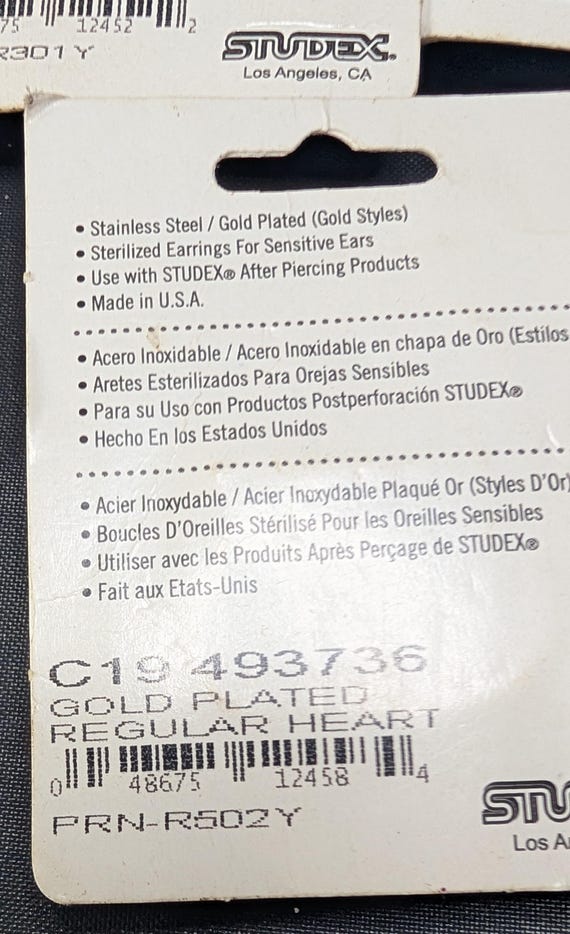 75 12452 2
R301Y
STUDEX®
Los Angeles, CA
• Stainless Steel / Gold Plated (Gold Styles)
• Sterilized Earrings For Sensitive Ears
• Use with STUDEX® After Piercing Products
• Made in U.S.A.
• Acero Inoxidable / Acero Inoxidable en chapa de Oro (Estilos
• Aretes Esterilizados Para Orejas Sensibles
• Para su Uso con Productos Postperforación STUDEX®
• Hecho En los Estados Unidos
• Acier Inoxydable / Acier Inoxydable Plaqué Or (Styles D'Or)
• Boucles D'Oreilles Stérilisé Pour les Oreilles Sensibles
• Utiliser avec les Produits Après Perçage de STUDEX®
• Fait aux Etats-Unis
C19 493736
GOLD PLATED
REGULAR HEART
0 48675 12458 4
PRN-R502Y
STU
Los A